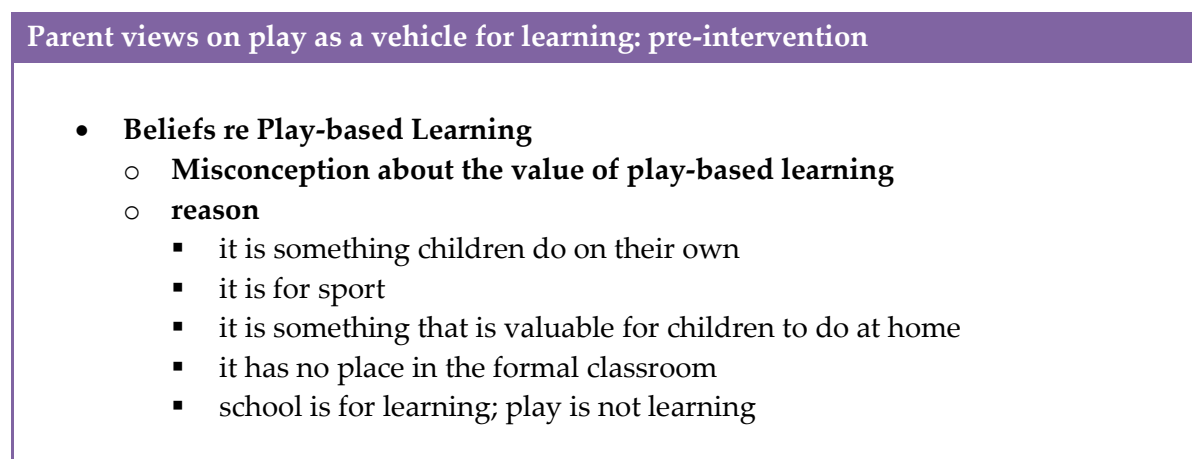 Parent views on play as a vehicle for learning: pre-intervention
• Beliefs re Play-based Learning
o Misconception about the value of play-based learning
o reason
▪ it is something children do on their own
▪ it is for sport
▪ it is something that is valuable for children to do at home
▪ it has no place in the formal classroom
▪ school is for learning; play is not learning